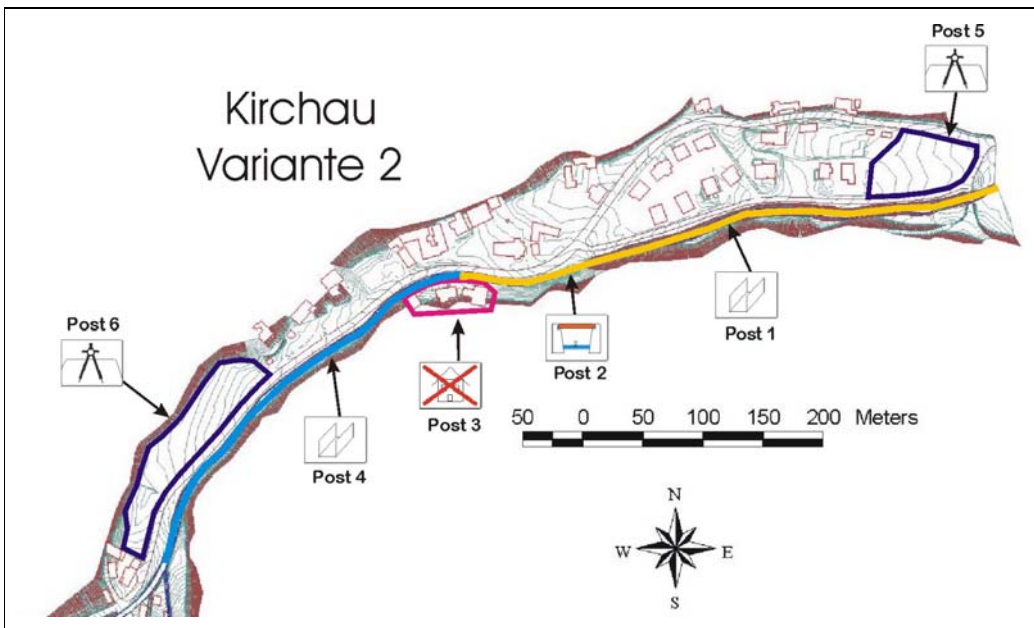 Post 5
Kirchau
Variante 2
Post 1
Post 6
Post 2
Post 3
50 0 50 100 150 200 Meters
Post 4
N
W E
S